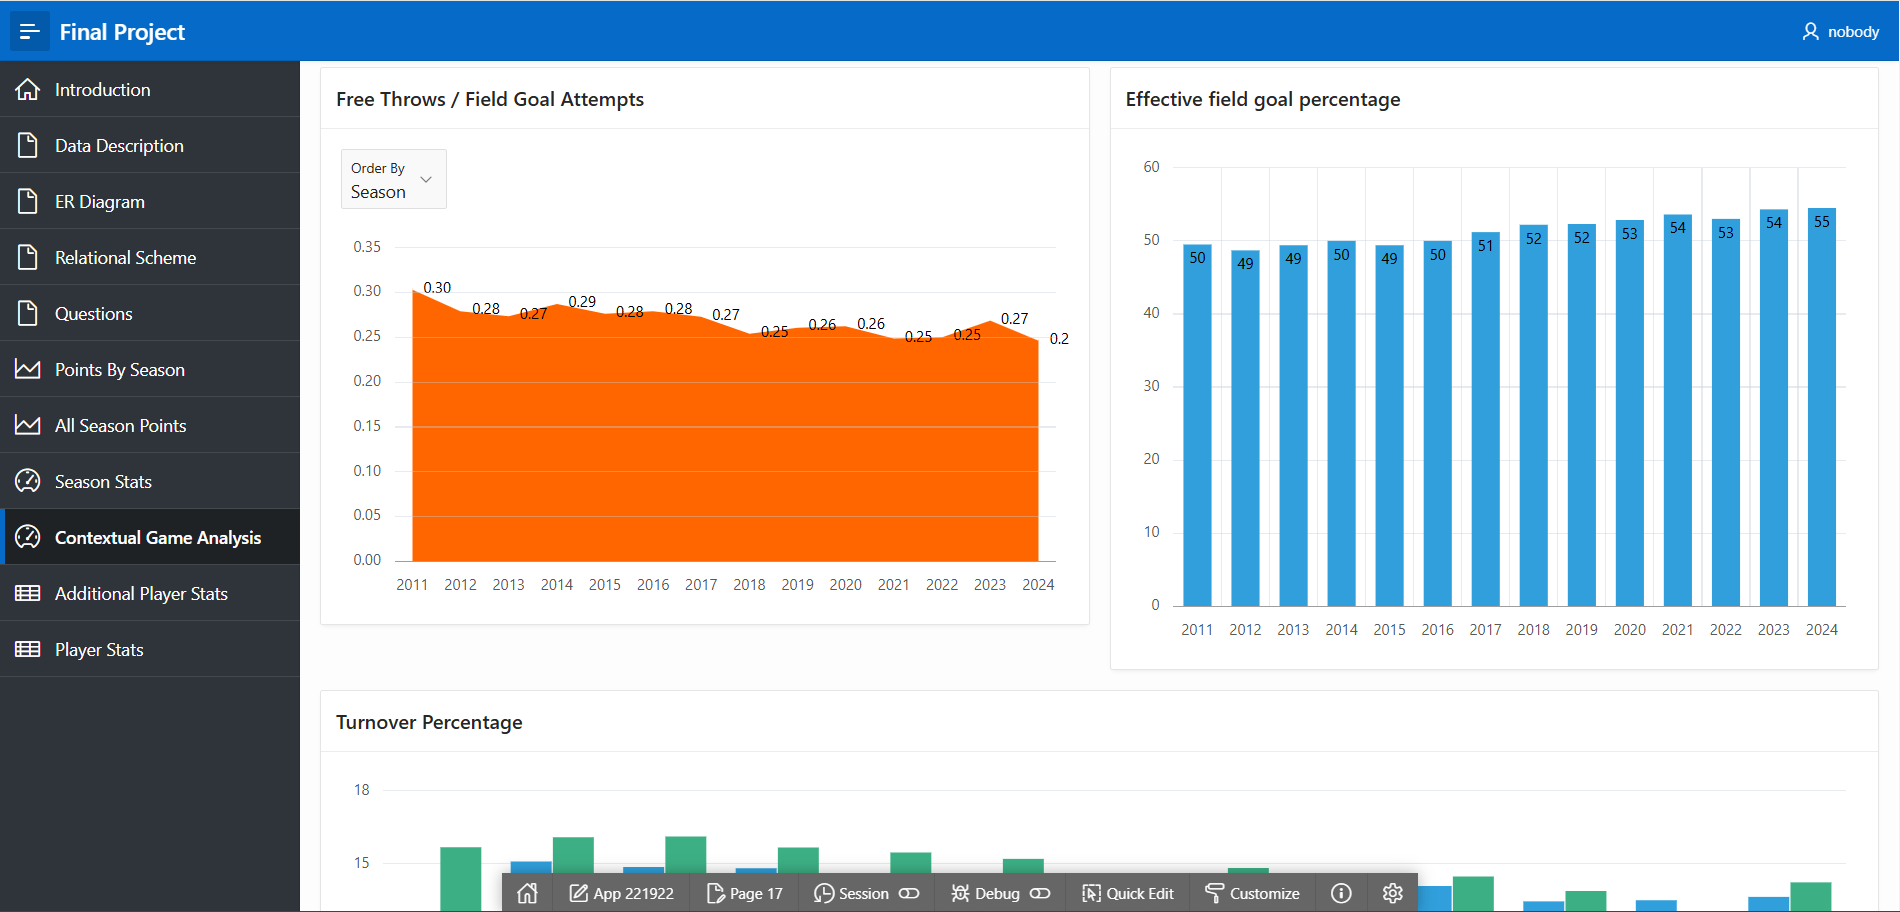 Final Project
nobody
Introduction
Data Description
ER Diagram
Relational Scheme
Questions
Points By Season
All Season Points
Season Stats
Contextual Game Analysis
Additional Player Stats
Player Stats
Free Throws / Field Goal Attempts
Order By
Season
0.35
0.30
0.25
0.20
0.15
0.10
0.05
0.00
0.30 0.28 0.27 0.29 0.28 0.28 0.27 0.25 0.26 0.26 0.25 0.25 0.27 0.2
2011 2012 2013 2014 2015 2016 2017 2018 2019 2020 2021 2022 2023 2024
Effective field goal percentage
60
50
40
30
20
10
0
50 49 49 50 49 50 51 52 52 53 54 53 54 55
2011 2012 2013 2014 2015 2016 2017 2018 2019 2020 2021 2022 2023 2024
Turnover Percentage
18
15
App 221922 Page 17 Session Debug Quick Edit Customize